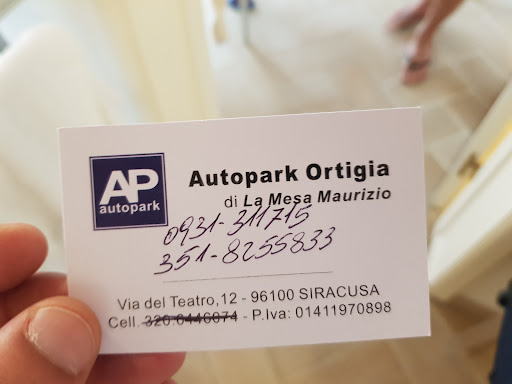 AP
autopark
Autopark Ortigia
di La Mesa Maurizio
0931-311715
351-8255833
Via del Teatro,12 - 96100 SIRACUSA
Cell. 320.6446074 - P.Iva: 01411970898